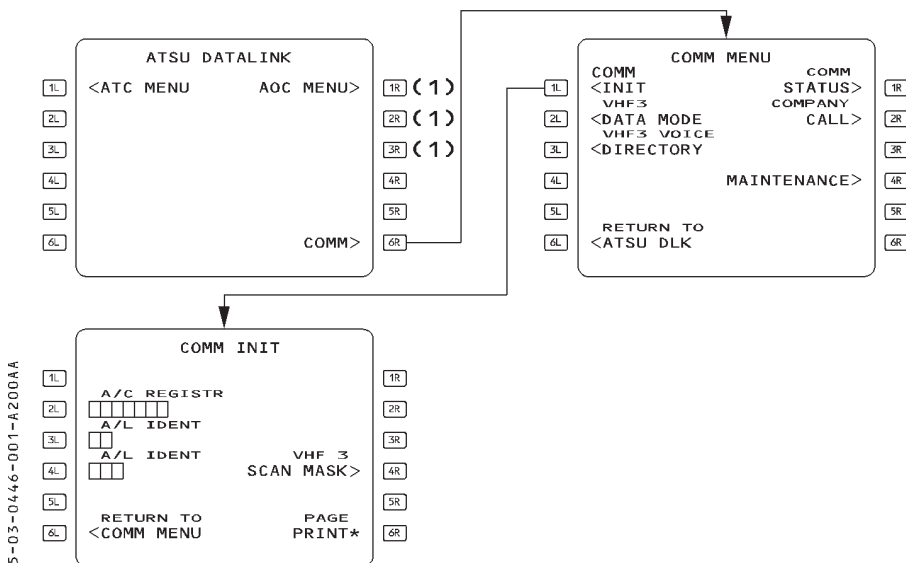 ATSU DATALINK
1L <ATC MENU AOC MENU> 1R (1)
2L 2R (1)
3L 3R (1)
4L 4R
5L 5R
6L COMM> 6R
COMM MENU
COMM COMM
1L <INIT STATUS> 1R
VHF3 COMPANY
2L <DATA MODE CALL> 2R
VHF3 VOICE
3L <DIRECTORY 3R
4L MAINTENANCE> 4R
5L 5R
RETURN TO
6L <ATSU DLK 6R
COMM INIT
1L 1R
A/C REGISTR
2L 2R
A/L IDENT
3L 3R
A/L IDENT VHF 3
4L SCAN MASK> 4R
5L 5R
RETURN TO PAGE
6L <COMM MENU PRINT* 6R
5-03-0446-001-A200AA